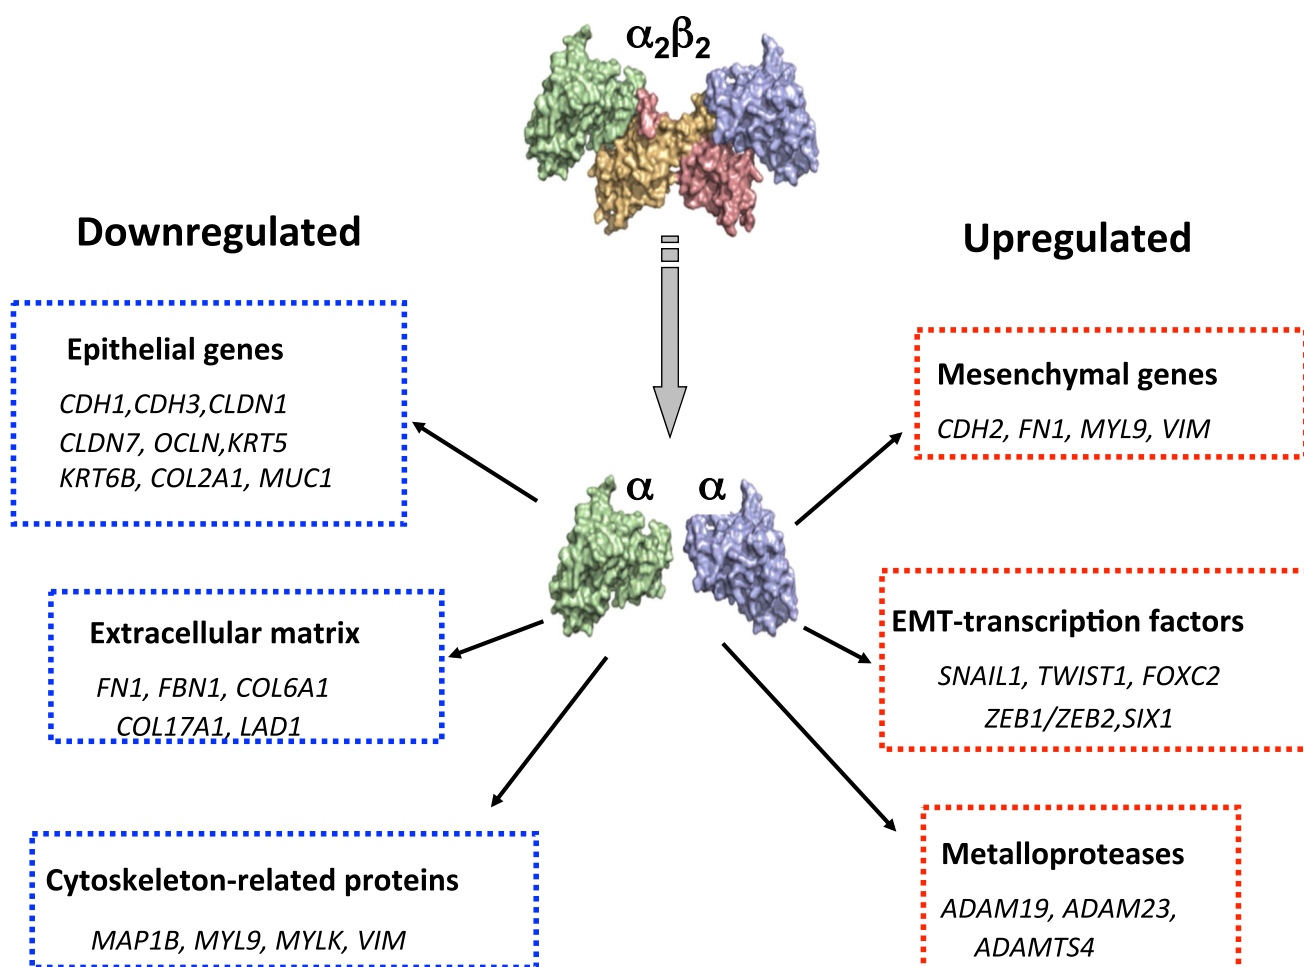 α₂β₂
Downregulated
Upregulated
Epithelial genes
CDH1,CDH3,CLDN1
CLDN7, OCLN,KRT5
KRT6B, COL2A1, MUC1
Mesenchymal genes
CDH2, FN1, MYL9, VIM
α α
Extracellular matrix
FN1, FBN1, COL6A1
COL17A1, LAD1
EMT-transcription factors
SNAIL1, TWIST1, FOXC2
ZEB1/ZEB2,SIX1
Cytoskeleton-related proteins
MAP1B, MYL9, MYLK, VIM
Metalloproteases
ADAM19, ADAM23,
ADAMTS4